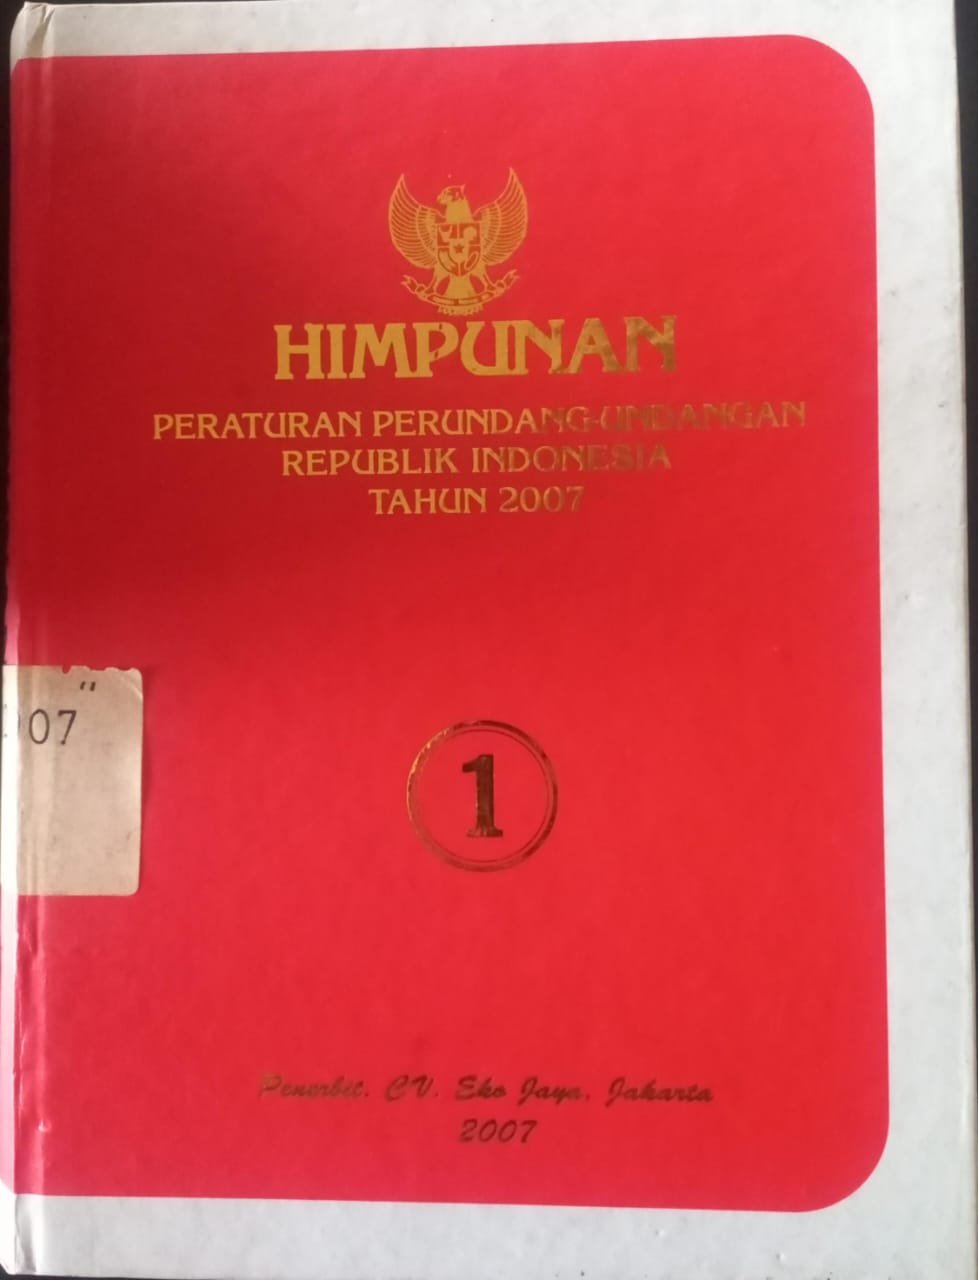 HIMPUNAN
PERATURAN PERUNDANG-UNDANGAN
REPUBLIK INDONESIA
TAHUN 2007
"
07
1
Penerbit. CV. Eko Jaya. Jakarta
2007